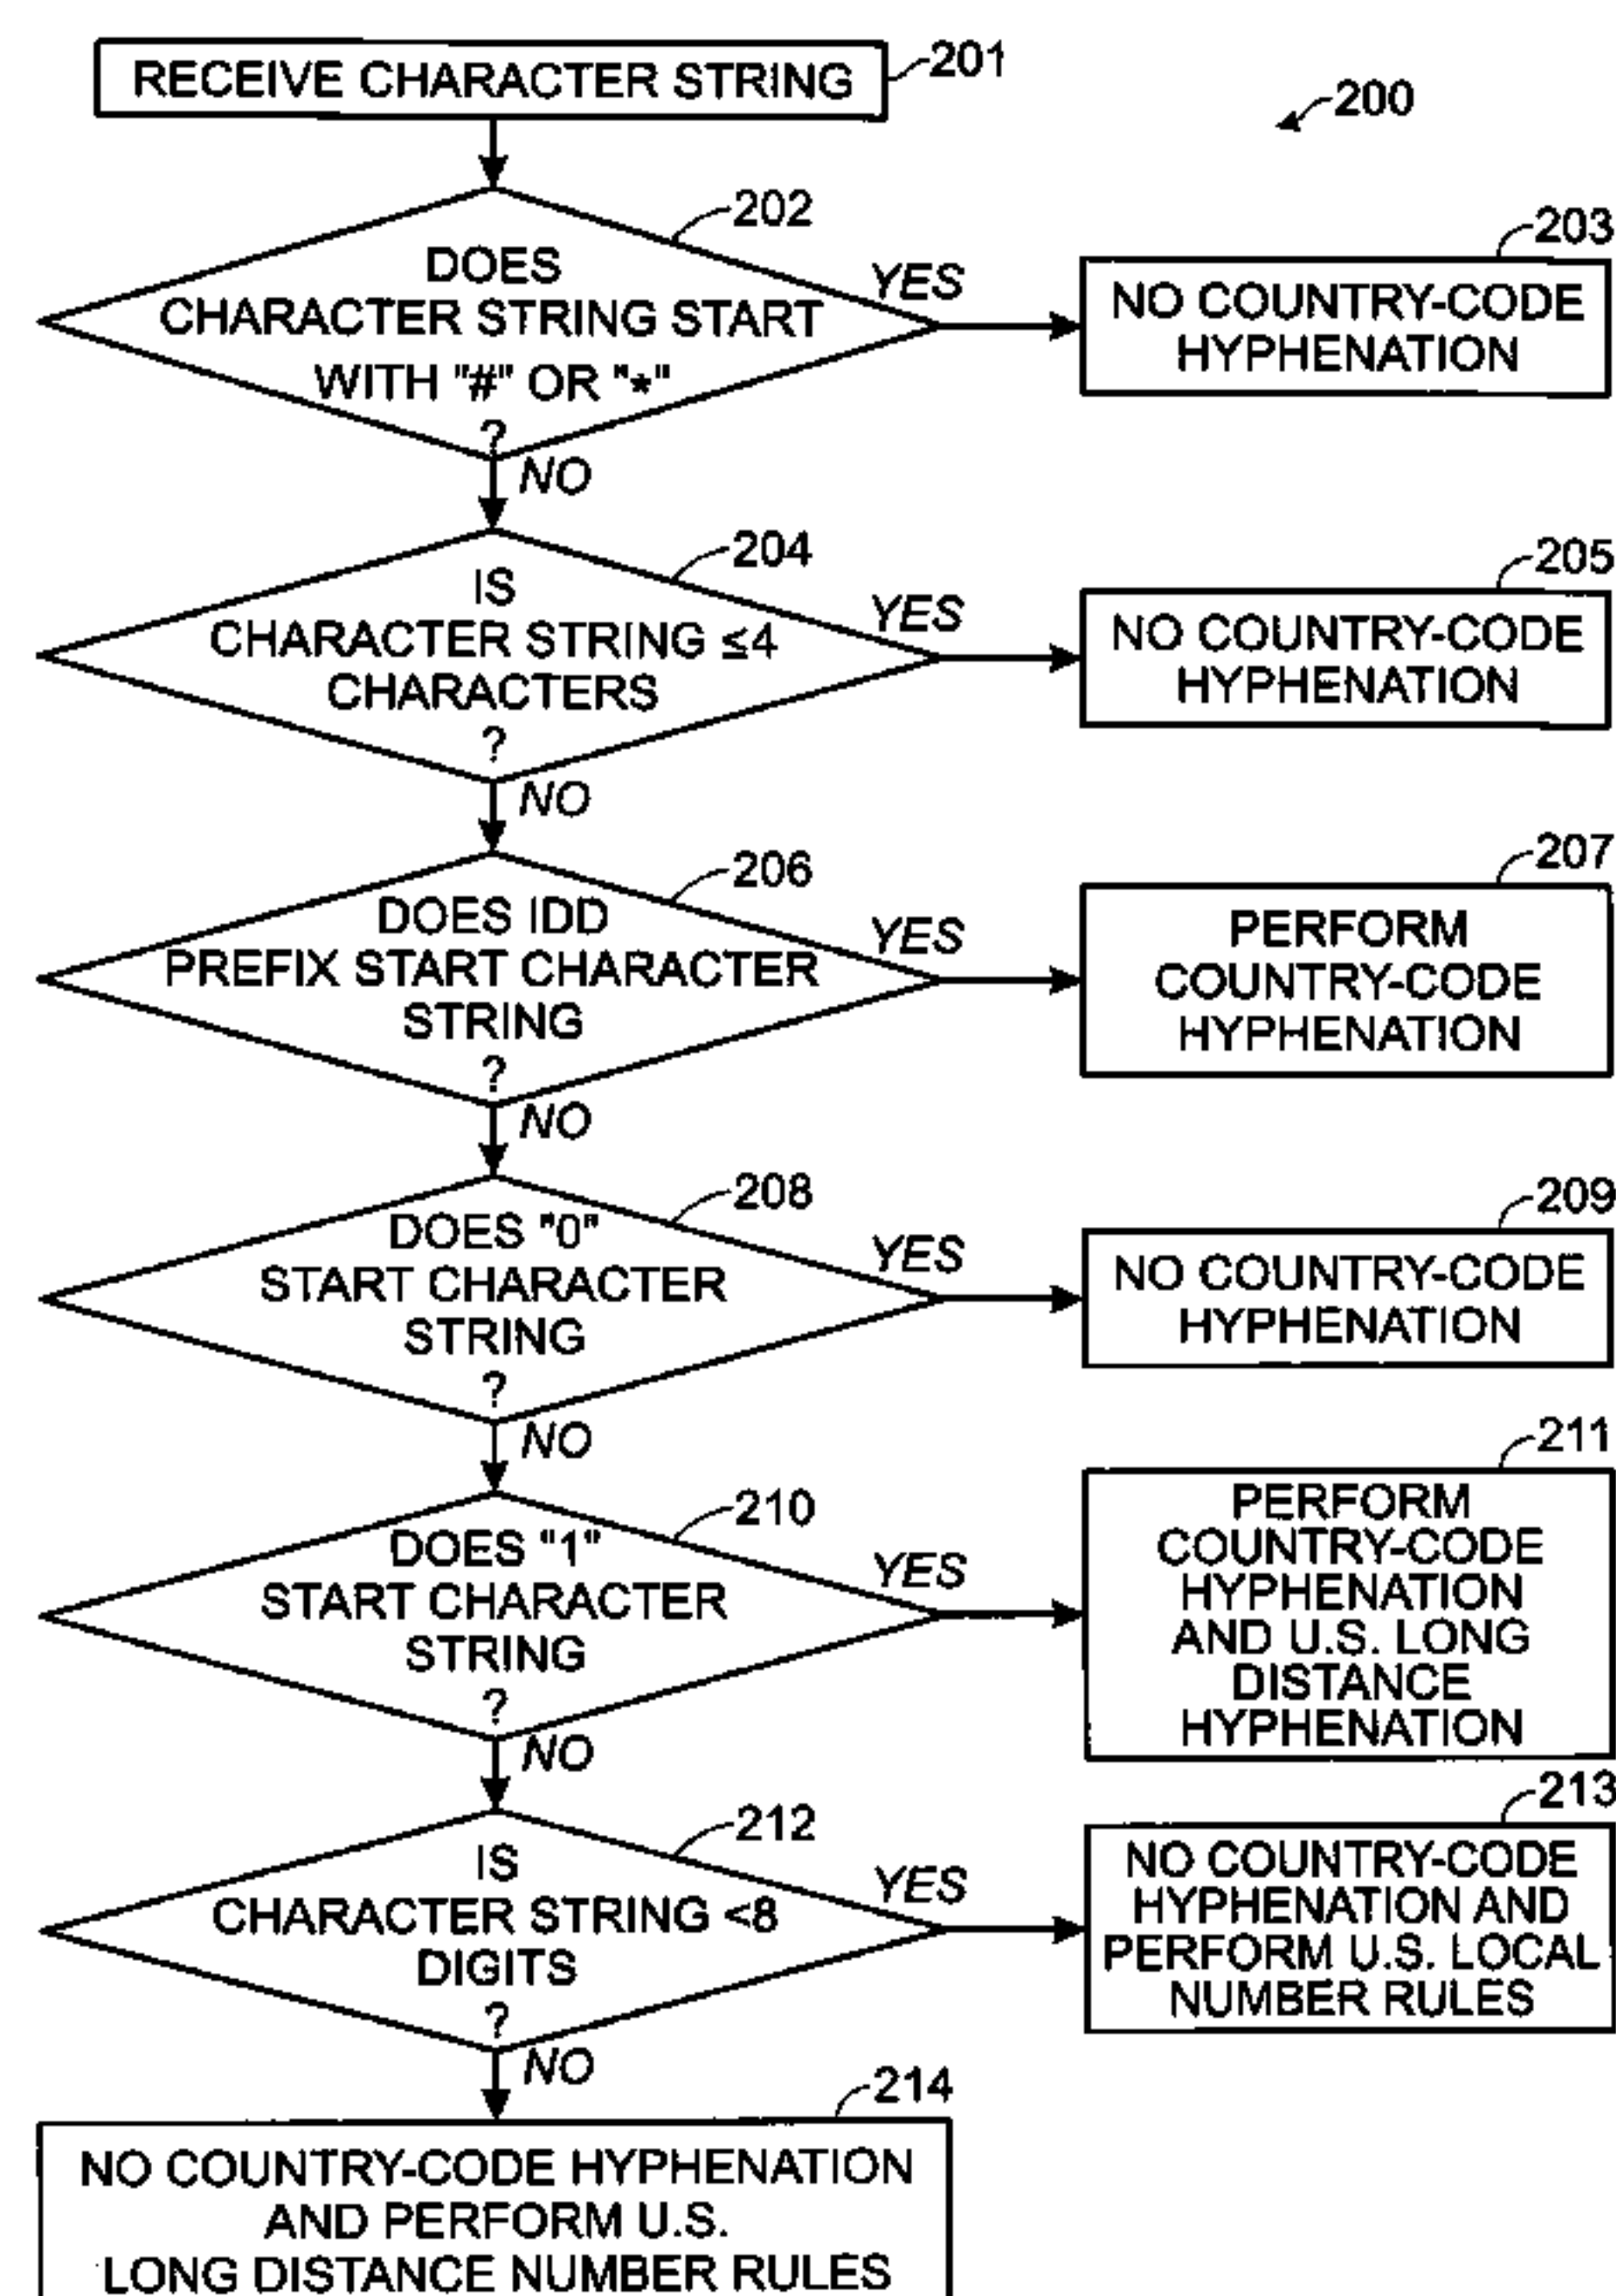 RECEIVE CHARACTER STRING
201
200
202
DOES
CHARACTER STRING START
WITH "#" OR "*"
?
YES
203
NO COUNTRY-CODE
HYPHENATION
NO
204
IS
CHARACTER STRING ≤4
CHARACTERS
?
YES
205
NO COUNTRY-CODE
HYPHENATION
NO
206
DOES IDD
PREFIX START CHARACTER
STRING
?
YES
207
PERFORM
COUNTRY-CODE
HYPHENATION
NO
208
DOES "0"
START CHARACTER
STRING
?
YES
209
NO COUNTRY-CODE
HYPHENATION
NO
210
DOES "1"
START CHARACTER
STRING
?
YES
211
PERFORM
COUNTRY-CODE
HYPHENATION
AND U.S. LONG
DISTANCE
HYPHENATION
NO
212
IS
CHARACTER STRING <8
DIGITS
?
YES
213
NO COUNTRY-CODE
HYPHENATION AND
PERFORM U.S. LOCAL
NUMBER RULES
NO
214
NO COUNTRY-CODE HYPHENATION
AND PERFORM U.S.
LONG DISTANCE NUMBER RULES